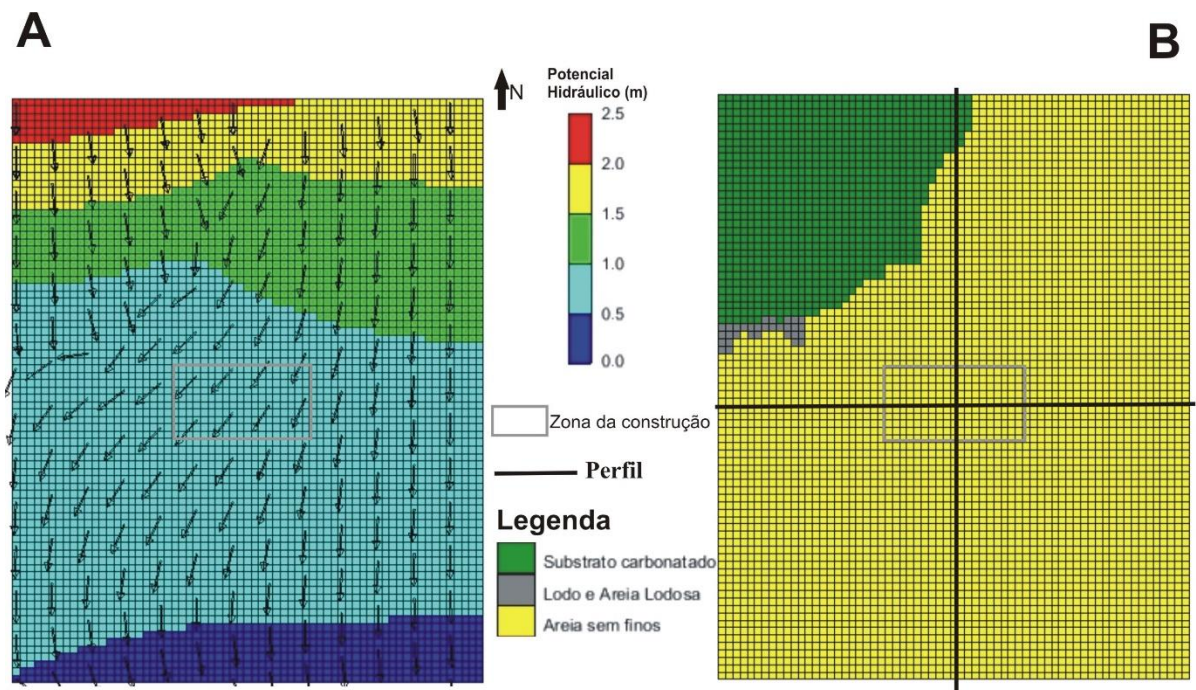 A
B
N
Potencial
Hidráulico (m)
2.5
2.0
1.5
1.0
0.5
0.0
Zona da construção
Perfil
Legenda
Substrato carbonatado
Lodo e Areia Lodosa
Areia sem finos